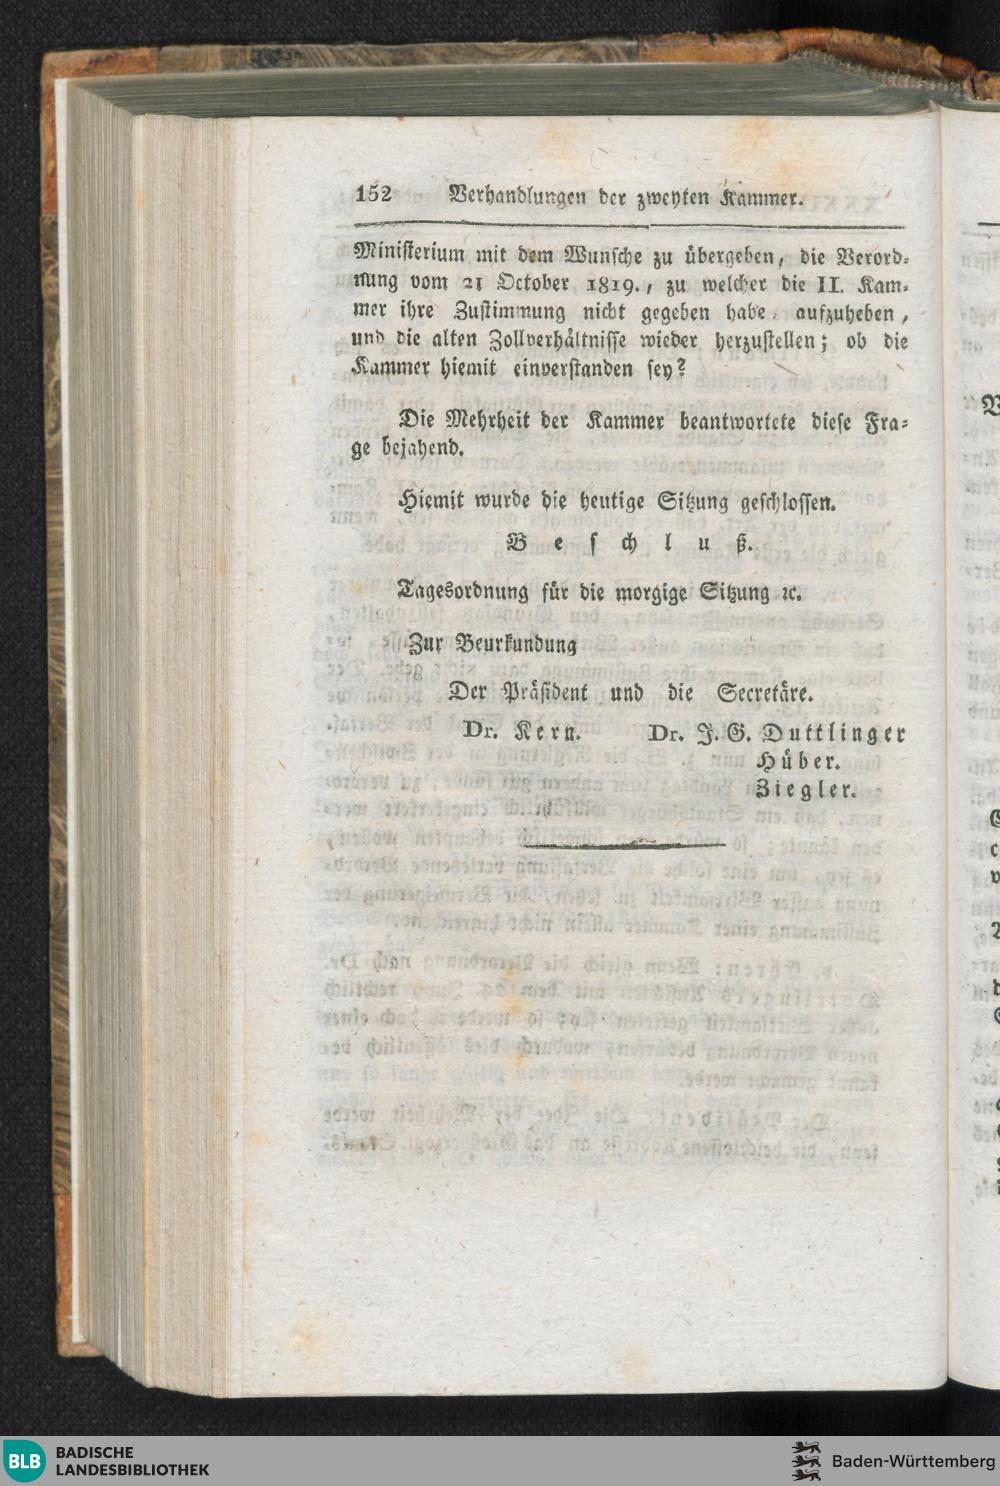 152 Verhandlungen der zweyten Kammer.
Ministerium mit dem Wunsche zu übergeben, die Verord-
nung vom 21 October 1819., zu welcher die II. Kam-
mer ihre Zustimmung nicht gegeben habe, aufzuheben,
und die alten Zollverhältnisse wieder herzustellen; ob die
Kammer hiemit einverstanden sey?
Die Mehrheit der Kammer beantwortete diese Fra-
ge bejahend.
Hiemit wurde die heutige Sitzung geschlossen.
Beschluß.
Tagesordnung für die morgige Sitzung ꝛc.
Zur Beurkundung
Der Präsident und die Secretäre.
Dr. Kern. Dr. J. G. Duttlinger
Hüber.
Ziegler.
BLB BADISCHE
LANDESBIBLIOTHEK
Baden-Württemberg